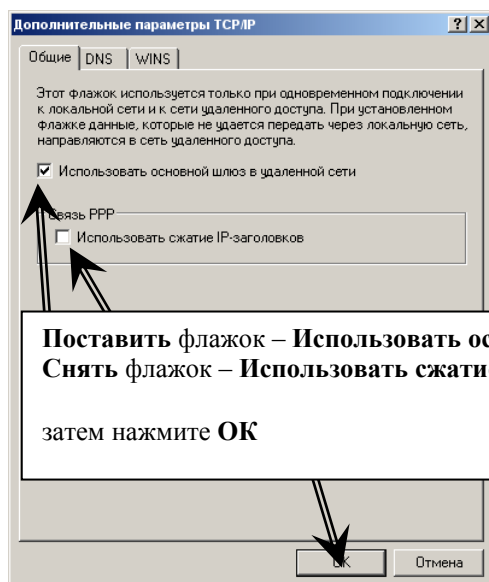 Дополнительные параметры TCP/IP
Общие DNS WINS
Этот флажок используется только при одновременном подключении
к локальной сети и к сети удаленного доступа. При установленном
флажке данные, которые не удается передать через локальную сеть,
направляются в сеть удаленного доступа.
Использовать основной шлюз в удаленной сети
Связь PPP
Использовать сжатие IP-заголовков
Поставить флажок – Использовать ос
Снять флажок – Использовать сжати
затем нажмите ОК
OK Отмена